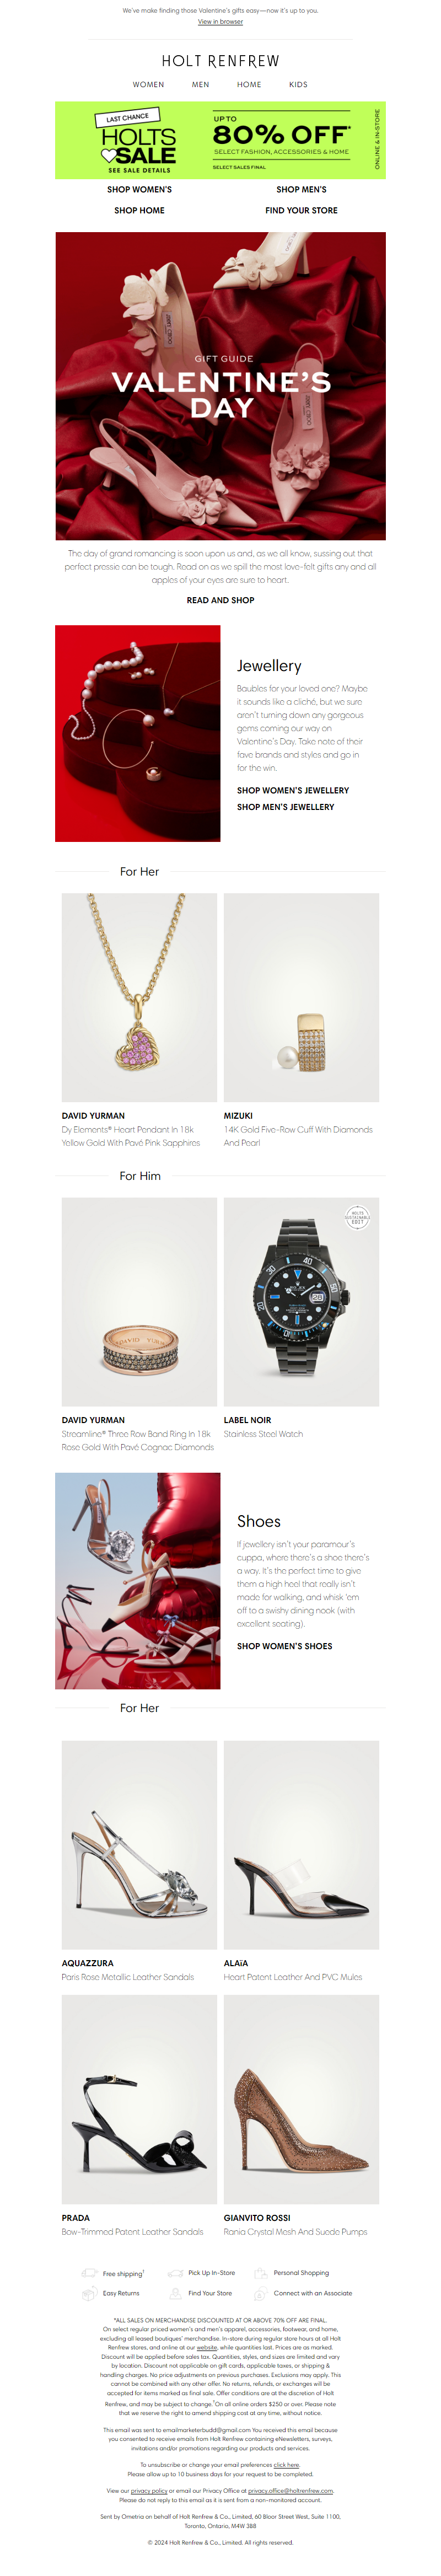 We've make finding those Valentine's gifts easy—now it's up to you.
View in browser
HOLT RENFREW
WOMEN MEN HOME KIDS
LAST CHANCE
HOLTS
SALE
SEE SALE DETAILS
UP TO
80% OFF*
SELECT FASHION, ACCESSORIES & HOME
SELECT SALES FINAL
ONLINE & IN-STORE
SHOP WOMEN'S SHOP MEN'S
SHOP HOME FIND YOUR STORE
GIFT GUIDE
VALENTINE'S
DAY
JIMMY CHOO
The day of grand romancing is soon upon us and, as we all know, sussing out that
perfect pressie can be tough. Read on as we spill the most love-felt gifts any and all
apples of your eyes are sure to heart.
READ AND SHOP
Jewellery
Baubles for your loved one? Maybe
it sounds like a cliché, but we sure
aren't turning down any gorgeous
gems coming our way on
Valentine's Day. Take note of their
fave brands and styles and go in
for the win.
SHOP WOMEN'S JEWELLERY
SHOP MEN'S JEWELLERY
For Her
DAVID YURMAN
Dy Elements® Heart Pendant In 18k
Yellow Gold With Pavé Pink Sapphires
MIZUKI
14K Gold Five-Row Cuff With Diamonds
And Pearl
For Him
HOLTS
SUSTAINABLE
EDIT
DAVID YURMAN
Streamline® Three Row Band Ring In 18k
Rose Gold With Pavé Cognac Diamonds
LABEL NOIR
Stainless Steel Watch
Shoes
If jewellery isn't your paramour's
cuppa, where there's a shoe there's
a way. It's the perfect time to give
them a high heel that really isn't
made for walking, and whisk 'em
off to a swishy dining nook (with
excellent seating).
SHOP WOMEN'S SHOES
For Her
AQUAZZURA
Paris Rose Metallic Leather Sandals
ALAïA
Heart Patent Leather And PVC Mules
PRADA
Bow-Trimmed Patent Leather Sandals
GIANVITO ROSSI
Rania Crystal Mesh And Suede Pumps
Free shipping† Pick Up In-Store Personal Shopping
Easy Returns Find Your Store Connect with an Associate
*ALL SALES ON MERCHANDISE DISCOUNTED AT OR ABOVE 70% OFF ARE FINAL.
On select regular priced women's and men's apparel, accessories, footwear, and home,
excluding all leased boutiques' merchandise. In-store during regular store hours at all Holt
Renfrew stores, and online at our website, while quantities last. Prices are as marked.
Discount will be applied before sales tax. Quantities, styles, and sizes are limited and vary
by location. Discount not applicable on gift cards, applicable taxes, or shipping &
handling charges. No price adjustments on previous purchases. Exclusions may apply. This
cannot be combined with any other offer. No returns, refunds, or exchanges will be
accepted for items marked as final sale. Offer conditions are at the discretion of Holt
Renfrew, and may be subject to change. †On all online orders $250 or over. Please note
that we reserve the right to amend shipping cost at any time, without notice.
This email was sent to emailmarketerbudd@gmail.com You received this email because
you consented to receive emails from Holt Renfrew containing eNewsletters, surveys,
invitations and/or promotions regarding our products and services.
To unsubscribe or change your email preferences click here.
Please allow up to 10 business days for your request to be completed.
View our privacy policy or email our Privacy Office at privacy.office@holtrenfrew.com.
Please do not reply to this email as it is sent from a non-monitored account.
Sent by Ometria on behalf of Holt Renfrew & Co., Limited, 60 Bloor Street West, Suite 1100,
Toronto, Ontario, M4W 3B8
© 2024 Holt Renfrew & Co., Limited. All rights reserved.